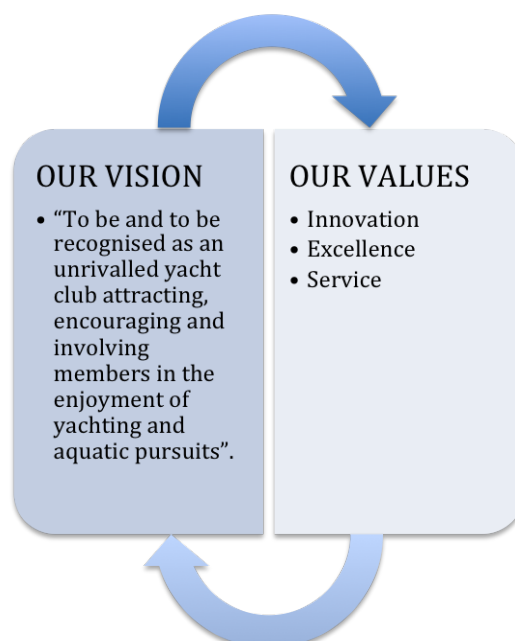 OUR VISION
• “To be and to be
recognised as an
unrivalled yacht
club attracting,
encouraging and
involving
members in the
enjoyment of
yachting and
aquatic pursuits”.
OUR VALUES
• Innovation
• Excellence
• Service